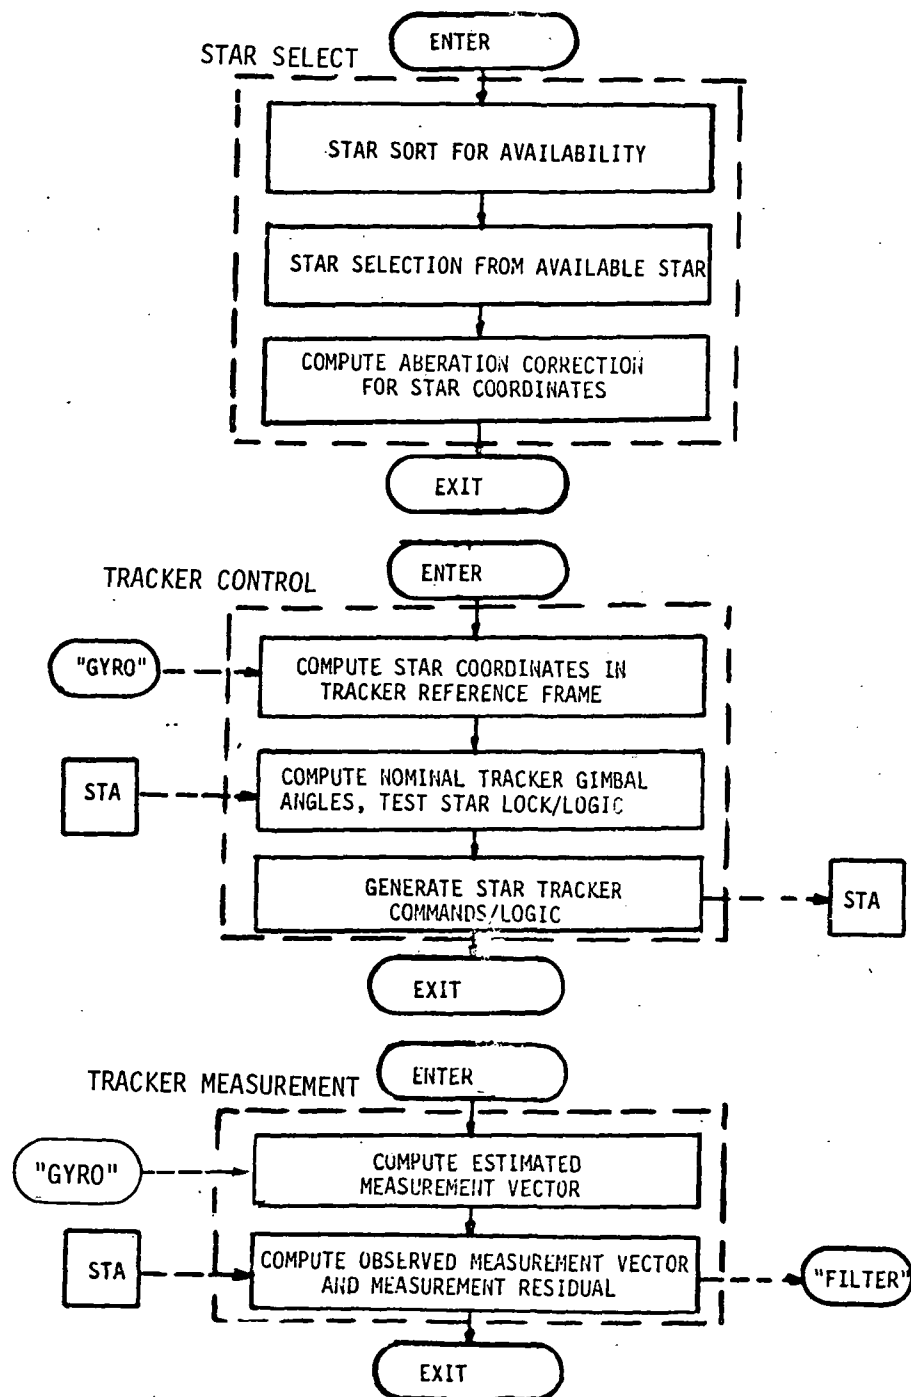 ENTER
STAR SELECT
STAR SORT FOR AVAILABILITY
STAR SELECTION FROM AVAILABLE STAR
COMPUTE ABERATION CORRECTION
FOR STAR COORDINATES
EXIT
ENTER
TRACKER CONTROL
"GYRO"
COMPUTE STAR COORDINATES IN
TRACKER REFERENCE FRAME
STA
COMPUTE NOMINAL TRACKER GIMBAL
ANGLES, TEST STAR LOCK/LOGIC
GENERATE STAR TRACKER
COMMANDS/LOGIC
STA
EXIT
ENTER
TRACKER MEASUREMENT
"GYRO"
COMPUTE ESTIMATED
MEASUREMENT VECTOR
STA
COMPUTE OBSERVED MEASUREMENT VECTOR
AND MEASUREMENT RESIDUAL
"FILTER"
EXIT